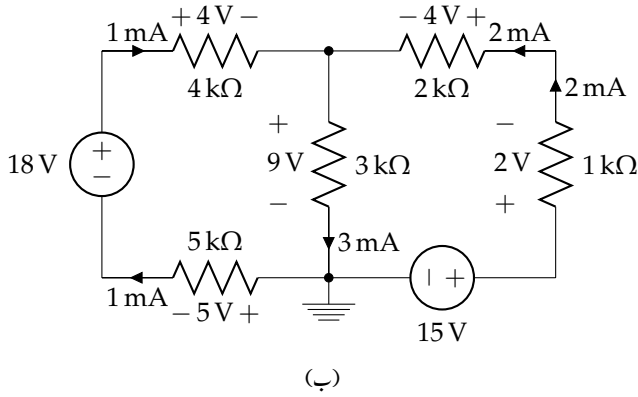 1 mA + 4 V − − 4 V + 2 mA
4 kΩ 2 kΩ 2 mA
+ + −
18 V + 9 V 3 kΩ 2 V 1 kΩ
− − +
5 kΩ 3 mA
1 mA − 5 V + − +
15 V
(ب)